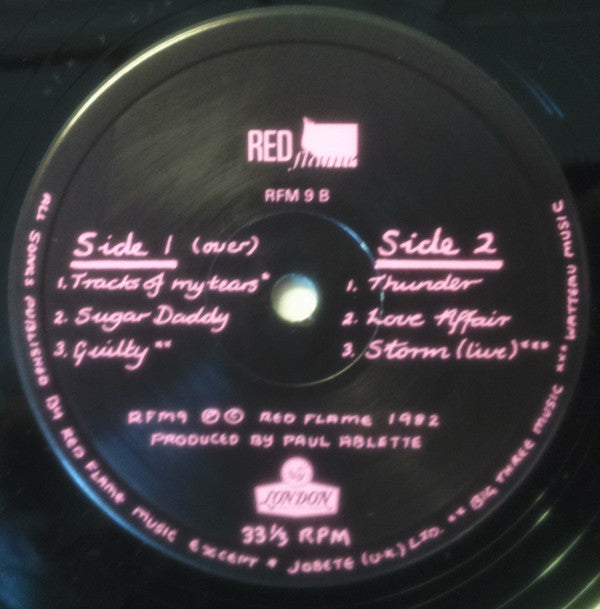 RED flame
RFM 9 B
Side 1 (over)
1. Tracks of my tears*
2. Sugar Daddy
3. Guilty **
Side 2
1. Thunder
2. Love Affair
3. Storm (live)***
RFM9 Ⓟ © RED FLAME 1982
PRODUCED BY PAUL ABLETTE
LONDON
33⅓ RPM
ALL SONGS PUBLISHED BY RED FLAME MUSIC EXCEPT * JOBETE (U.K) LTD. ** BIG THREE MUSIC *** WATTEAU MUSIC